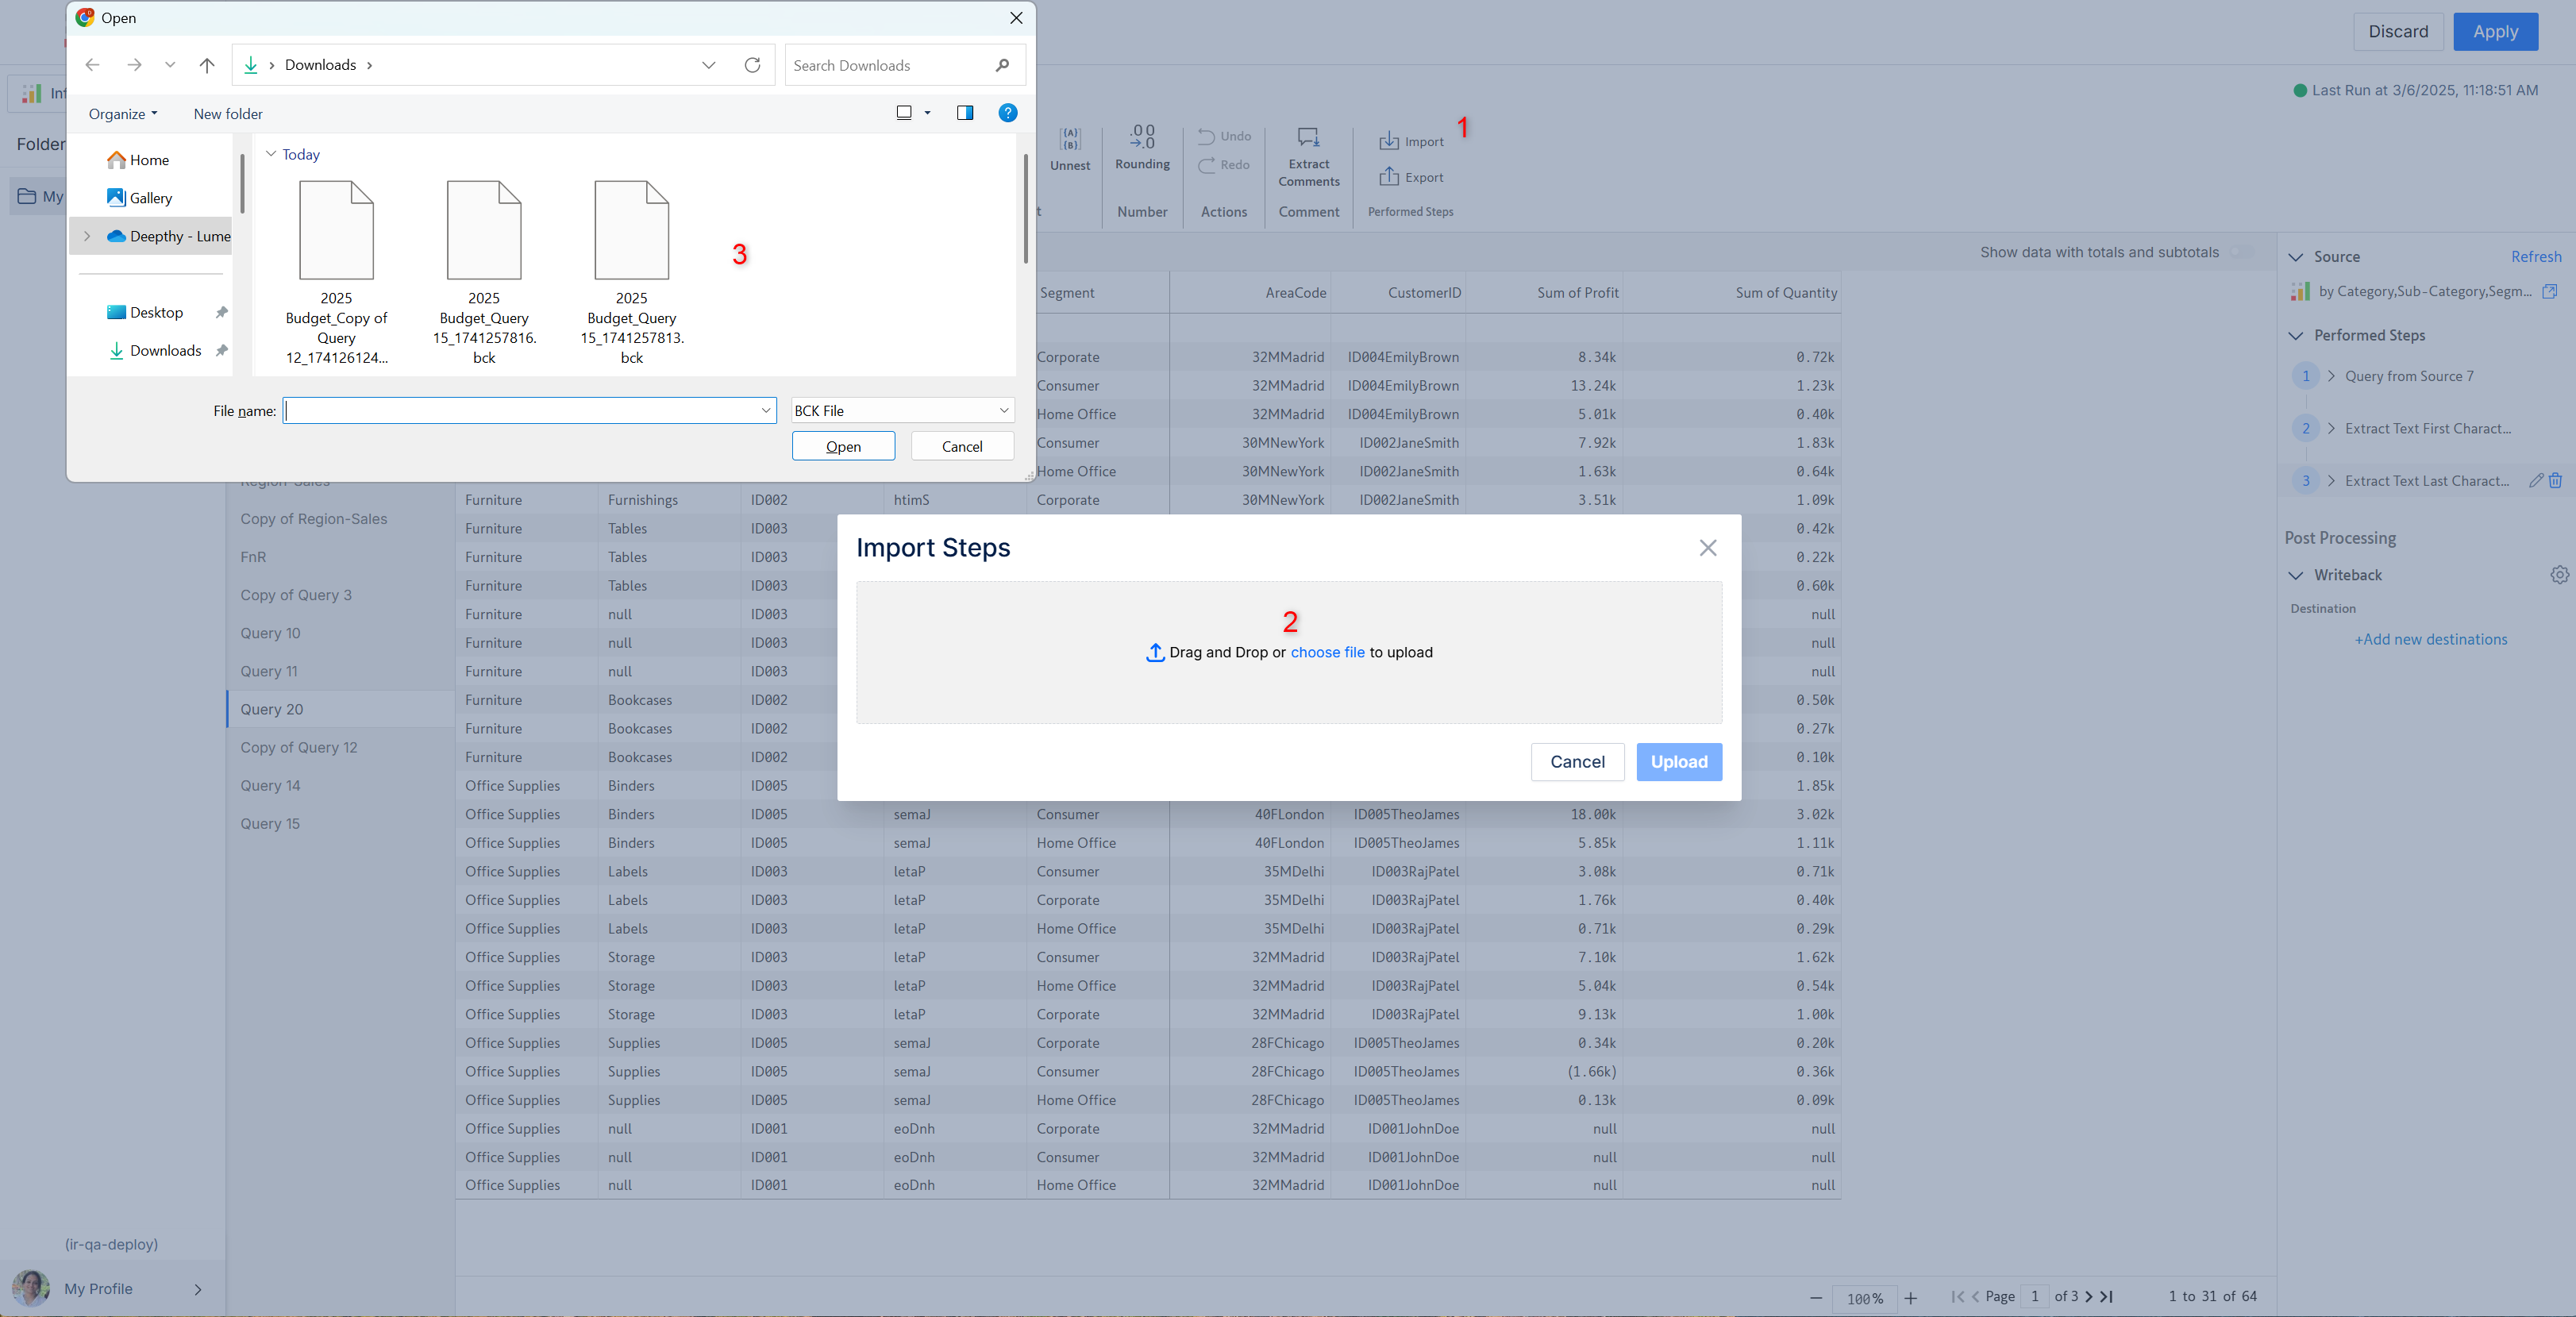 Open
Downloads
Search Downloads
Organize
New folder
Home
Gallery
Deepthy - Lume
Desktop
Downloads
Today
2025
Budget_Copy of
Query
12_174126124...
2025
Budget_Query
15_1741257816.
bck
2025
Budget_Query
15_1741257813.
bck
3
File name:
BCK File
Open
Cancel
Discard
Apply
Last Run at 3/6/2025, 11:18:51 AM
Folder
My
Unnest
Rounding
Number
Undo
Redo
Actions
Extract
Comments
Comment
Import
1
Export
Performed Steps
Show data with totals and subtotals
Segment AreaCode CustomerID Sum of Profit Sum of Quantity
Corporate 32MMadrid ID004EmilyBrown 8.34k 0.72k
Consumer 32MMadrid ID004EmilyBrown 13.24k 1.23k
Home Office 32MMadrid ID004EmilyBrown 5.01k 0.40k
Consumer 30MNewYork ID002JaneSmith 7.92k 1.83k
Home Office 30MNewYork ID002JaneSmith 1.63k 0.64k
Furniture Furnishings ID002 htimS Corporate 30MNewYork ID002JaneSmith 3.51k 1.09k
Furniture Tables ID003 0.42k
Furniture Tables ID003 0.22k
Furniture Tables ID003 0.60k
Furniture null ID003 null
Furniture null ID003 null
Furniture null ID003 null
Furniture Bookcases ID002 0.50k
Furniture Bookcases ID002 0.27k
Furniture Bookcases ID002 0.10k
Office Supplies Binders ID005 1.85k
Office Supplies Binders ID005 semaJ Consumer 40FLondon ID005TheoJames 18.00k 3.02k
Office Supplies Binders ID005 semaJ Home Office 40FLondon ID005TheoJames 5.85k 1.11k
Office Supplies Labels ID003 letaP Consumer 35MDelhi ID003RajPatel 3.08k 0.71k
Office Supplies Labels ID003 letaP Corporate 35MDelhi ID003RajPatel 1.76k 0.40k
Office Supplies Labels ID003 letaP Home Office 35MDelhi ID003RajPatel 0.71k 0.29k
Office Supplies Storage ID003 letaP Consumer 32MMadrid ID003RajPatel 7.10k 1.62k
Office Supplies Storage ID003 letaP Home Office 32MMadrid ID003RajPatel 5.04k 0.54k
Office Supplies Storage ID003 letaP Corporate 32MMadrid ID003RajPatel 9.13k 1.00k
Office Supplies Supplies ID005 semaJ Corporate 28FChicago ID005TheoJames 0.34k 0.20k
Office Supplies Supplies ID005 semaJ Consumer 28FChicago ID005TheoJames (1.66k) 0.36k
Office Supplies Supplies ID005 semaJ Home Office 28FChicago ID005TheoJames 0.13k 0.09k
Office Supplies null ID001 eoDnh Corporate 32MMadrid ID001JohnDoe null null
Office Supplies null ID001 eoDnh Consumer 32MMadrid ID001JohnDoe null null
Office Supplies null ID001 eoDnh Home Office 32MMadrid ID001JohnDoe null null
Region-Sales
Copy of Region-Sales
FnR
Copy of Query 3
Query 10
Query 11
Query 20
Copy of Query 12
Query 14
Query 15
Import Steps
2
Drag and Drop or choose file to upload
Cancel
Upload
Source
Refresh
by Category,Sub-Category,Segm...
Performed Steps
1 Query from Source 7
2 Extract Text First Charact...
3 Extract Text Last Charact...
Post Processing
Writeback
Destination
+Add new destinations
(ir-qa-deploy)
My Profile
100%
Page 1 of 3
1 to 31 of 64